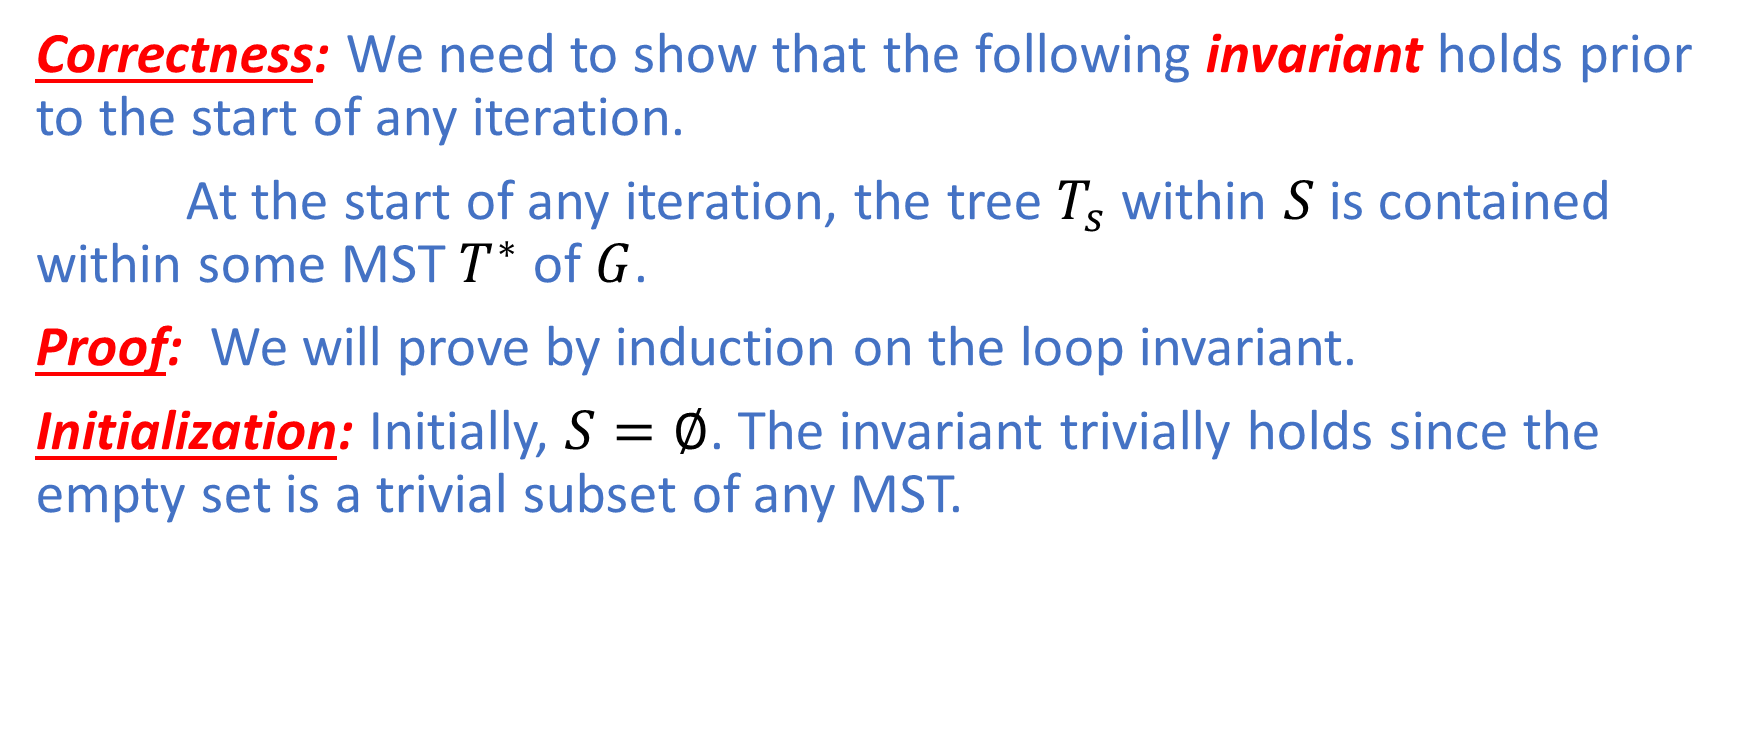 Correctness: We need to show that the following invariant holds prior
to the start of any iteration.
At the start of any iteration, the tree 𝑇ₛ within 𝑆 is contained
within some MST 𝑇* of 𝐺.
Proof: We will prove by induction on the loop invariant.
Initialization: Initially, 𝑆 = ∅. The invariant trivially holds since the
empty set is a trivial subset of any MST.